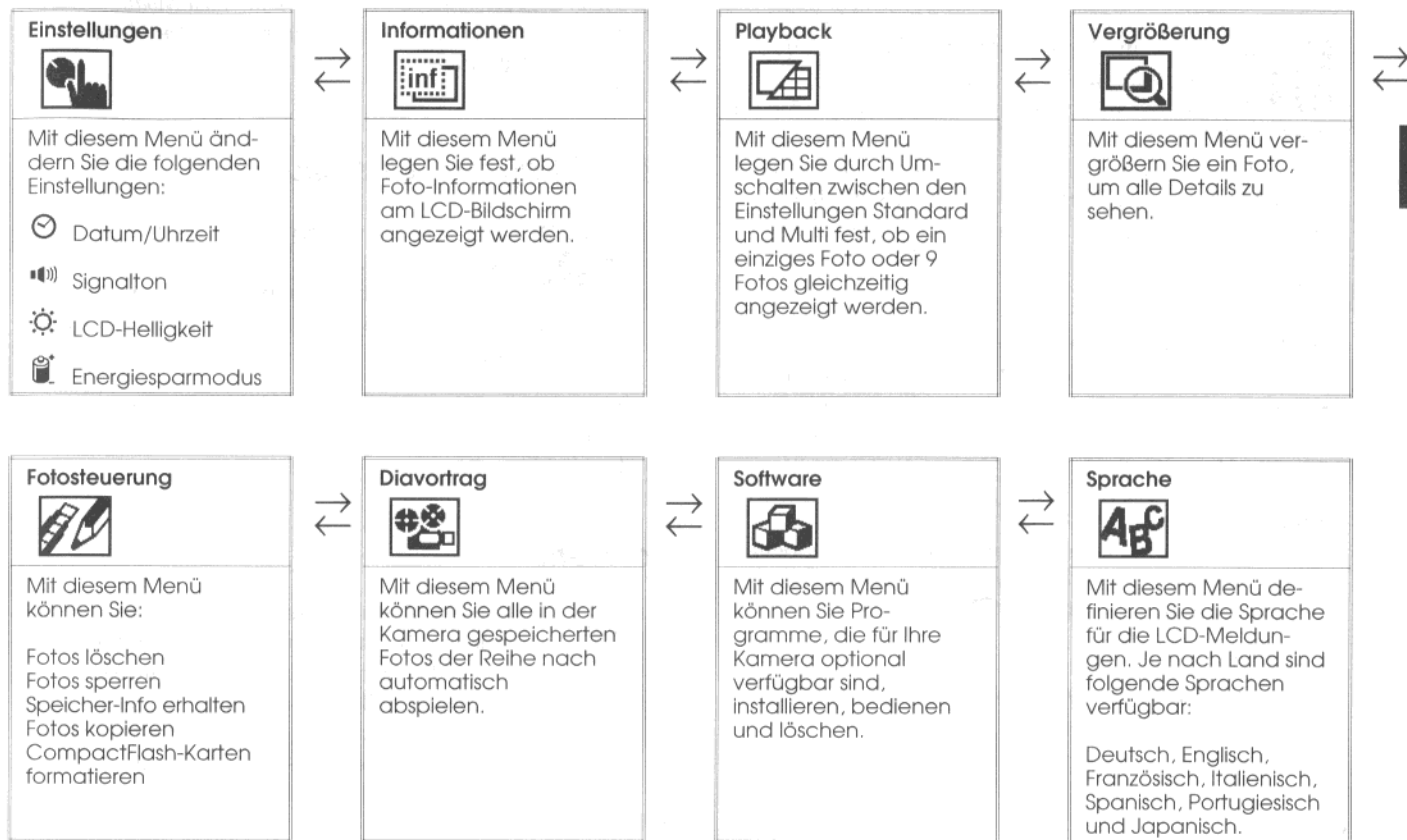 Einstellungen
Mit diesem Menü änd-
dern Sie die folgenden
Einstellungen:
Datum/Uhrzeit
Signalton
LCD-Helligkeit
Energiesparmodus
Informationen
inf
Mit diesem Menü
legen Sie fest, ob
Foto-Informationen
am LCD-Bildschirm
angezeigt werden.
Playback
Mit diesem Menü
legen Sie durch Um-
schalten zwischen den
Einstellungen Standard
und Multi fest, ob ein
einziges Foto oder 9
Fotos gleichzeitig
angezeigt werden.
Vergrößerung
Mit diesem Menü ver-
größern Sie ein Foto,
um alle Details zu
sehen.
Fotosteuerung
Mit diesem Menü
können Sie:
Fotos löschen
Fotos sperren
Speicher-Info erhalten
Fotos kopieren
CompactFlash-Karten
formatieren
Diavortrag
Mit diesem Menü
können Sie alle in der
Kamera gespeicherten
Fotos der Reihe nach
automatisch
abspielen.
Software
Mit diesem Menü
können Sie Pro-
gramme, die für Ihre
Kamera optional
verfügbar sind,
installieren, bedienen
und löschen.
Sprache
ABC
Mit diesem Menü de-
finieren Sie die Sprache
für die LCD-Meldun-
gen. Je nach Land sind
folgende Sprachen
verfügbar:
Deutsch, Englisch,
Französisch, Italienisch,
Spanisch, Portugiesisch
und Japanisch.